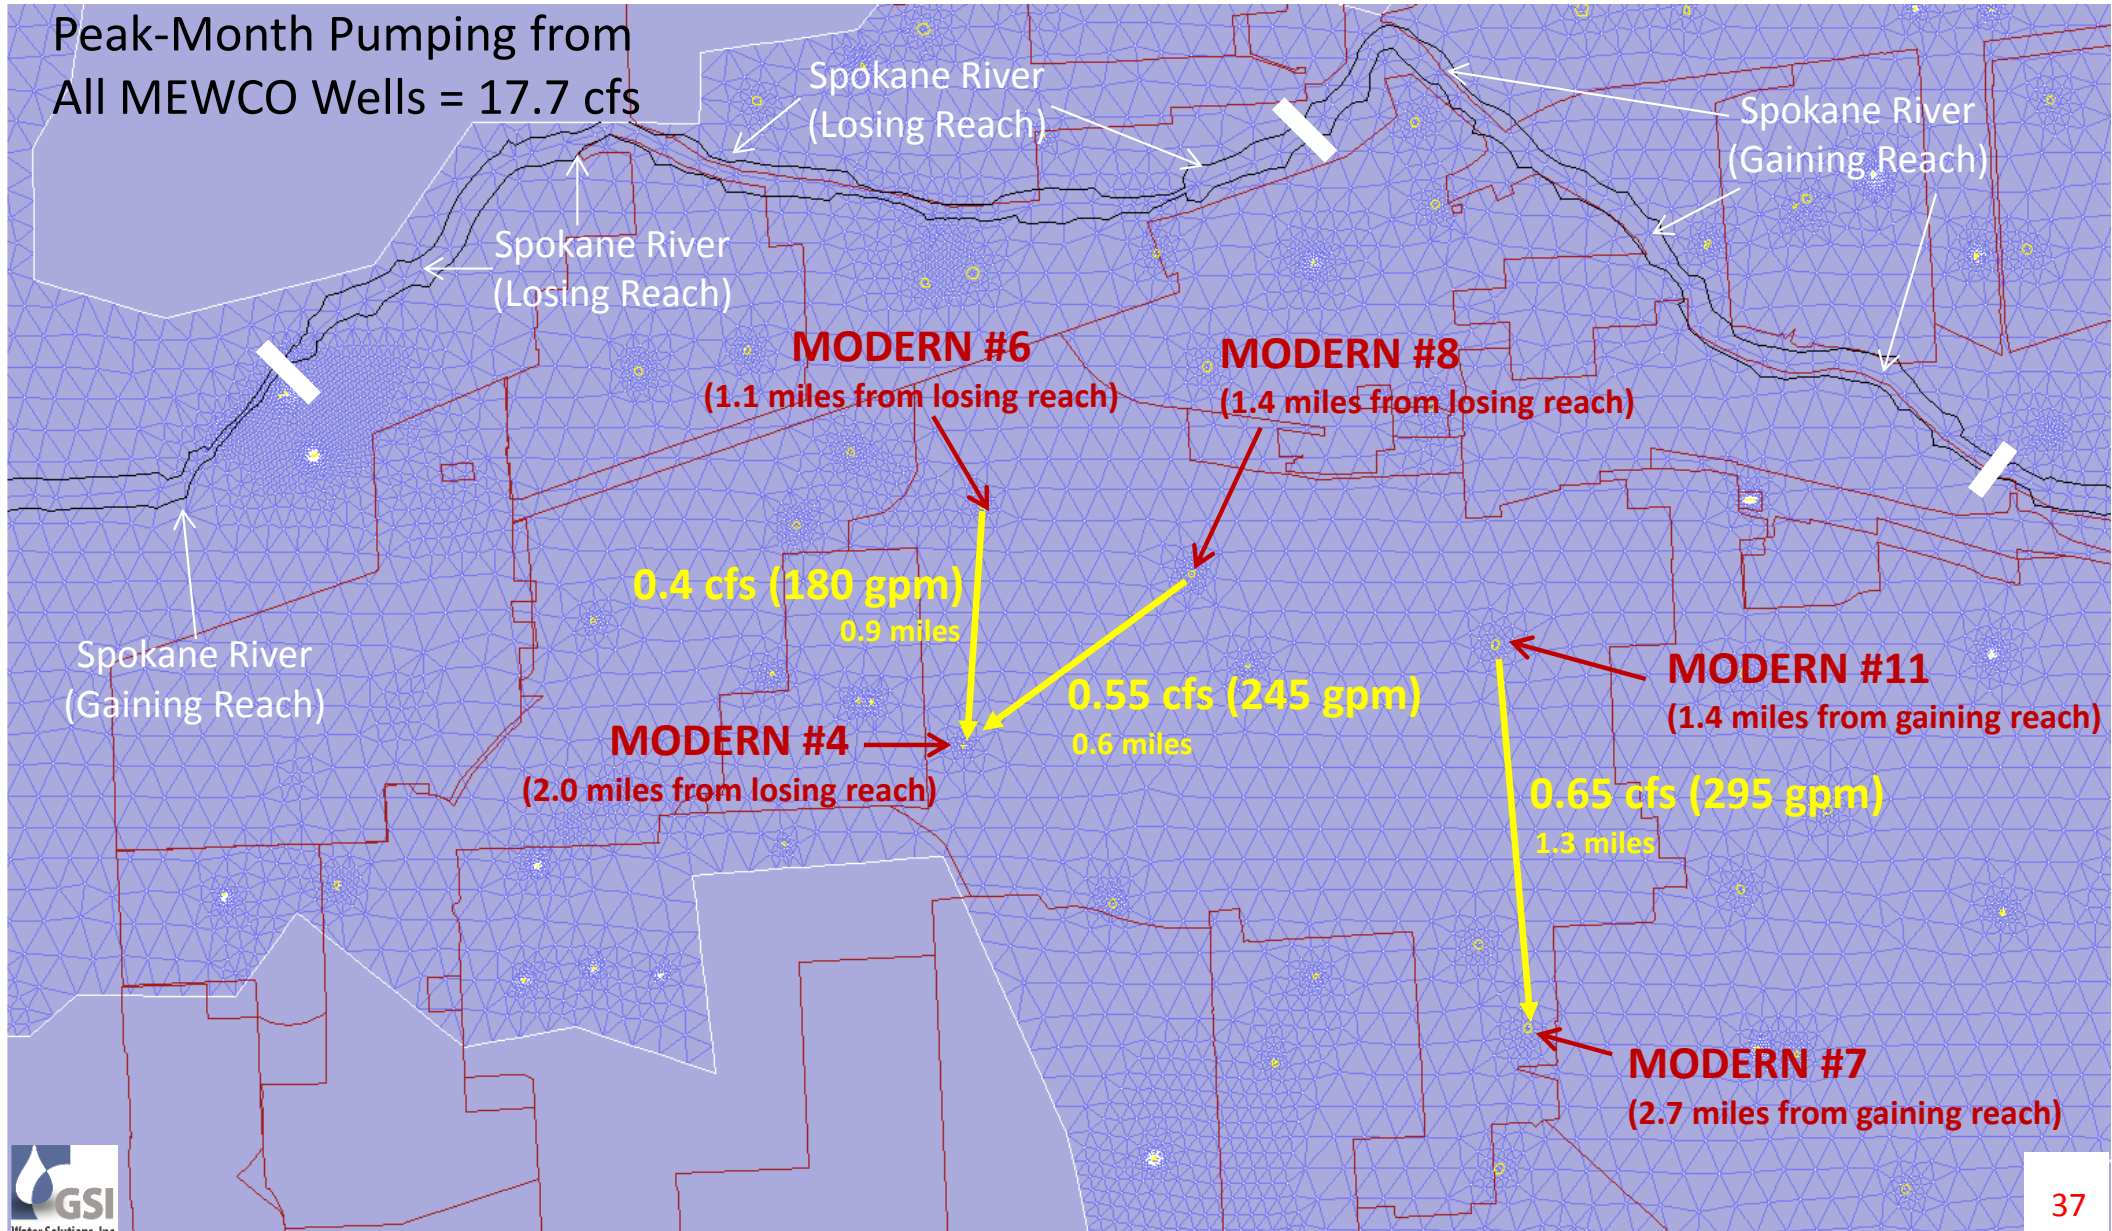 Peak-Month Pumping from
All MEWCO Wells = 17.7 cfs
Spokane River
(Losing Reach)
Spokane River
(Gaining Reach)
Spokane River
(Losing Reach)
MODERN #6
(1.1 miles from losing reach)
MODERN #8
(1.4 miles from losing reach)
0.4 cfs (180 gpm)
0.9 miles
Spokane River
(Gaining Reach)
0.55 cfs (245 gpm)
0.6 miles
MODERN #11
(1.4 miles from gaining reach)
MODERN #4
(2.0 miles from losing reach)
0.65 cfs (295 gpm)
1.3 miles
MODERN #7
(2.7 miles from gaining reach)
GSI
Water Solutions, Inc.
37